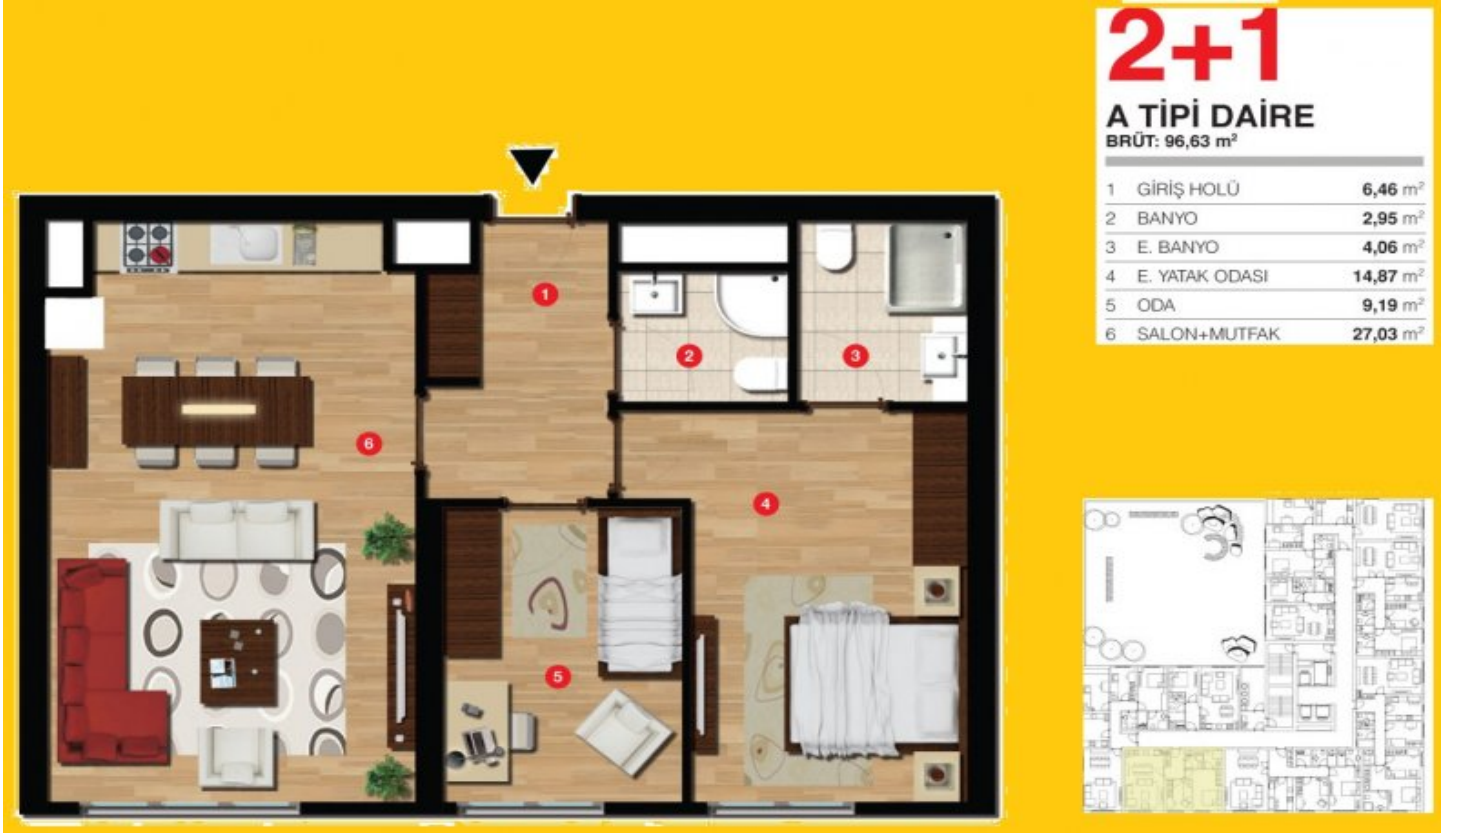 2+1
A TİPİ DAİRE
BRÜT: 96,63 m²
1 GİRİŞ HOLÜ 6,46 m²
2 BANYO 2,95 m²
3 E. BANYO 4,06 m²
4 E. YATAK ODASI 14,87 m²
5 ODA 9,19 m²
6 SALON+MUTFAK 27,03 m²
1
2
3
6
4
5